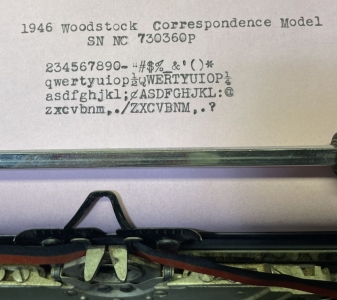 1946 Woodstock Correspondence Model
SN NC 730360P
234567890- "#$%_&'()*
qwertyuiop½QWERTYUIOP¼
asdfghjkl;¢ASDFGHJKL:@
zxcvbnm,./ZXCVBNM,.?